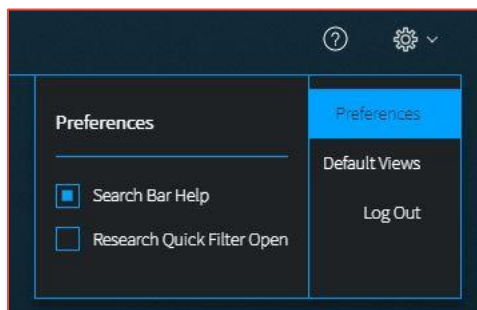 Preferences
Search Bar Help
Research Quick Filter Open
Preferences
Default Views
Log Out